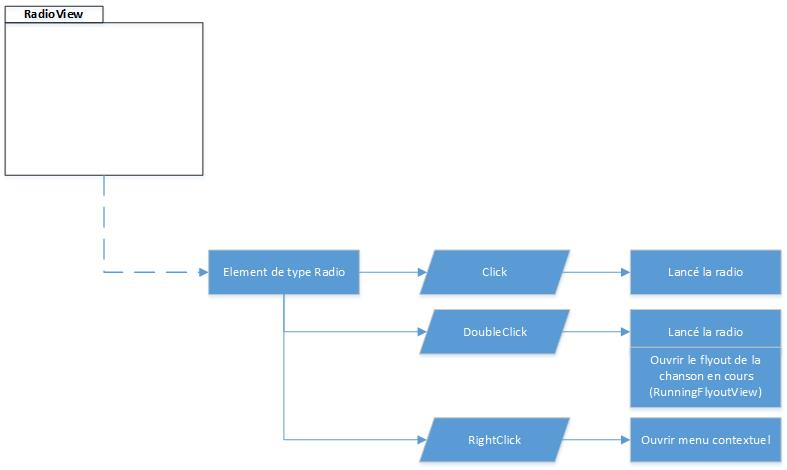 RadioView
Element de type Radio
Click
Lancé la radio
DoubleClick
Lancé la radio
Ouvrir le flyout de la
chanson en cours
(RunningFlyoutView)
RightClick
Ouvrir menu contextuel